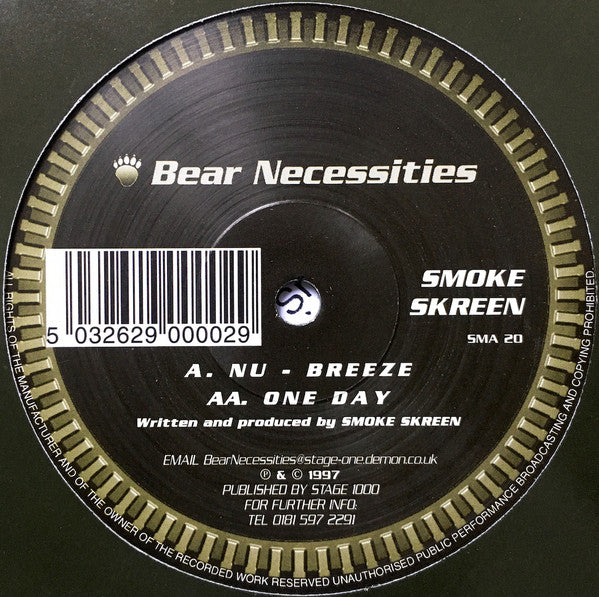 Bear Necessities
5 032629 000029
SMOKE
SKREEN
SMA 20
A. NU - BREEZE
AA. ONE DAY
Written and produced by SMOKE SKREEN
EMAIL BearNecessities@stage-one.demon.co.uk
℗ & © 1997
PUBLISHED BY STAGE 1000
FOR FURTHER INFO:
TEL 0181 597 2291
ALL RIGHTS OF THE MANUFACTURER AND OF THE OWNER OF THE RECORDED WORK RESERVED UNAUTHORISED PUBLIC PERFORMANCE BROADCASTING AND COPYING PROHIBITED.